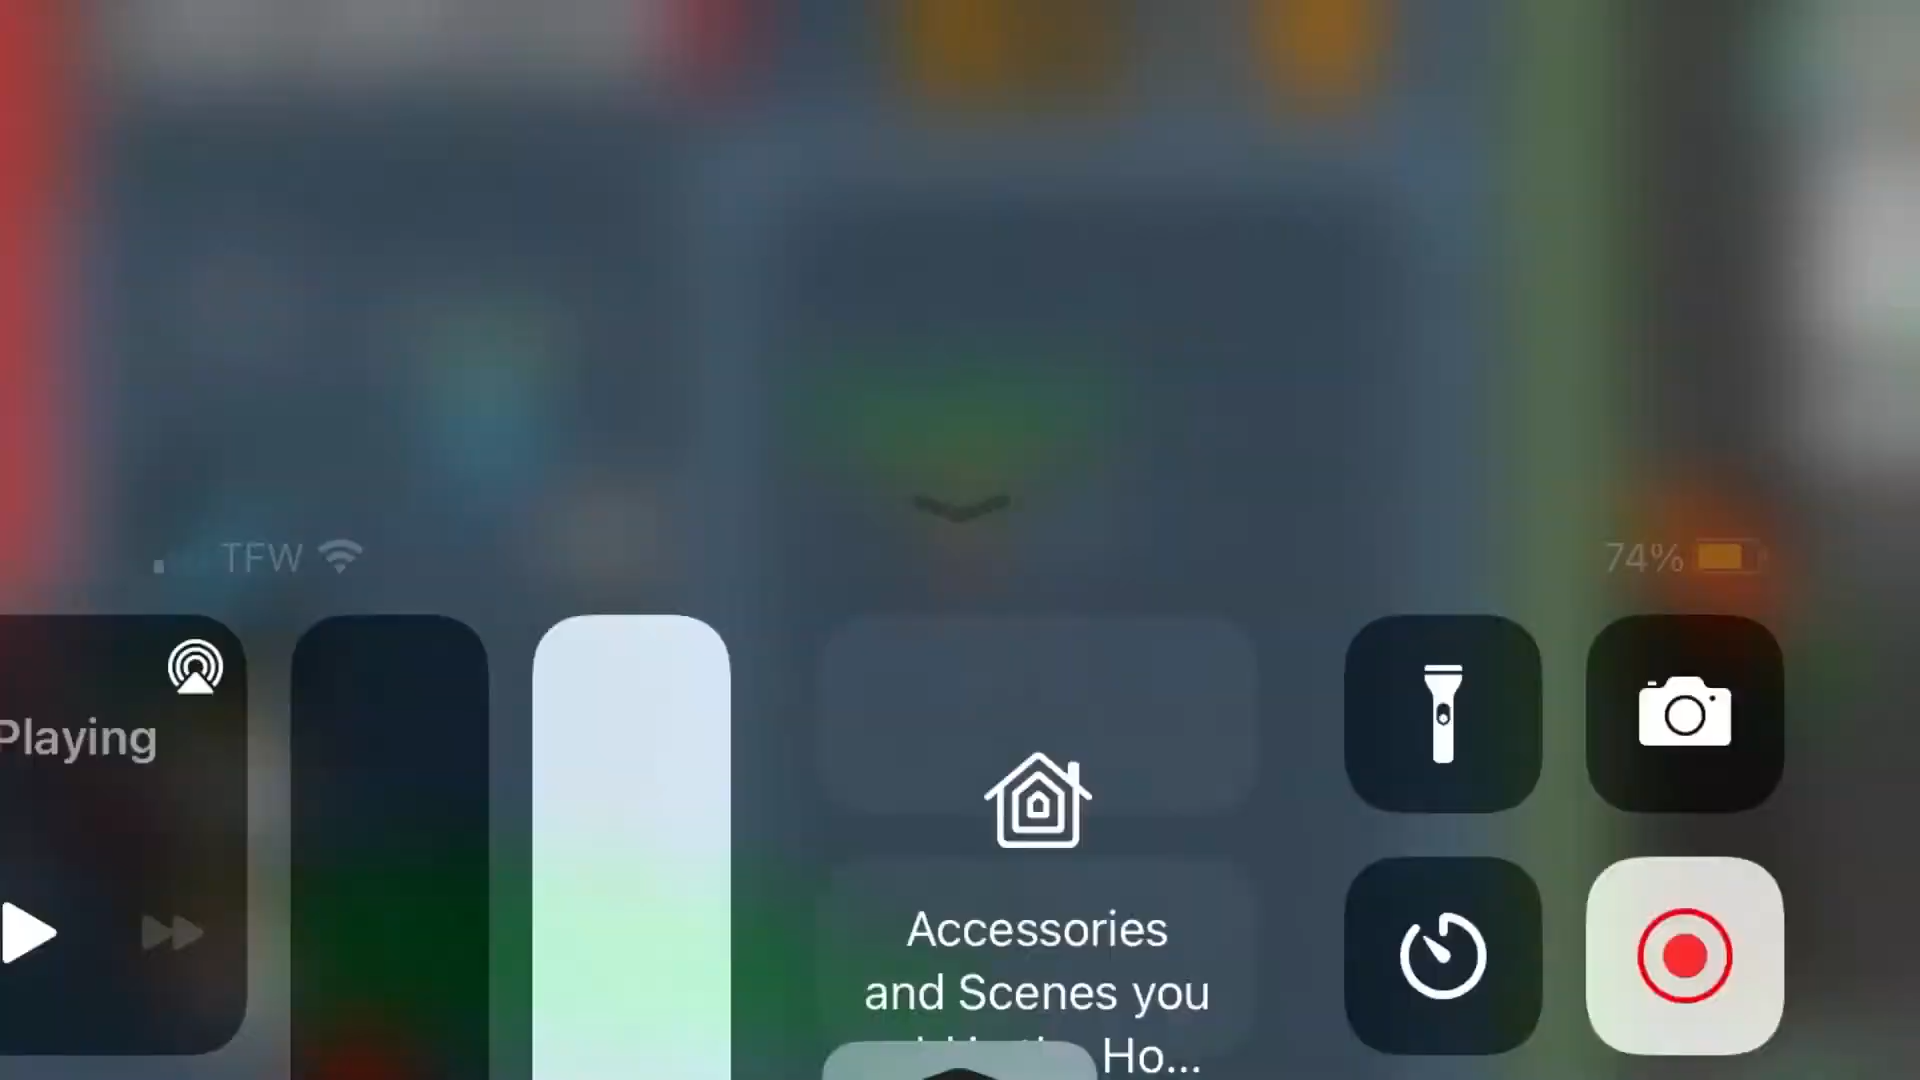 TFW
74%
Playing
Accessories
and Scenes you
Ho...